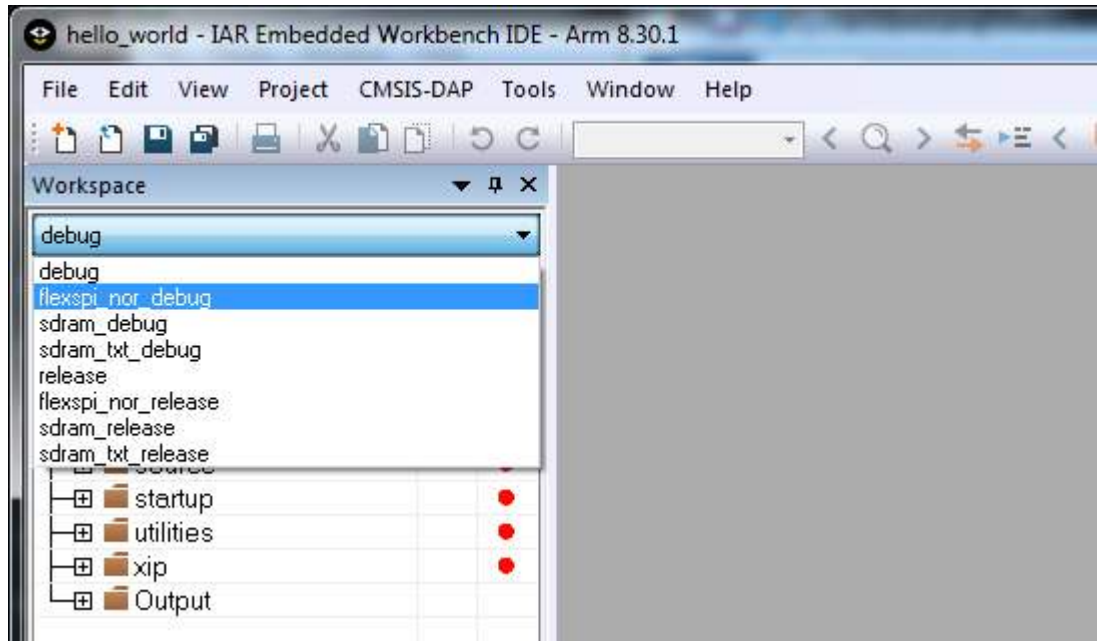 hello_world - IAR Embedded Workbench IDE - Arm 8.30.1
File Edit View Project CMSIS-DAP Tools Window Help
Workspace
debug
debug
flexspi_nor_debug
sdram_debug
sdram_txt_debug
release
flexspi_nor_release
sdram_release
sdram_txt_release
source
startup
utilities
xip
Output